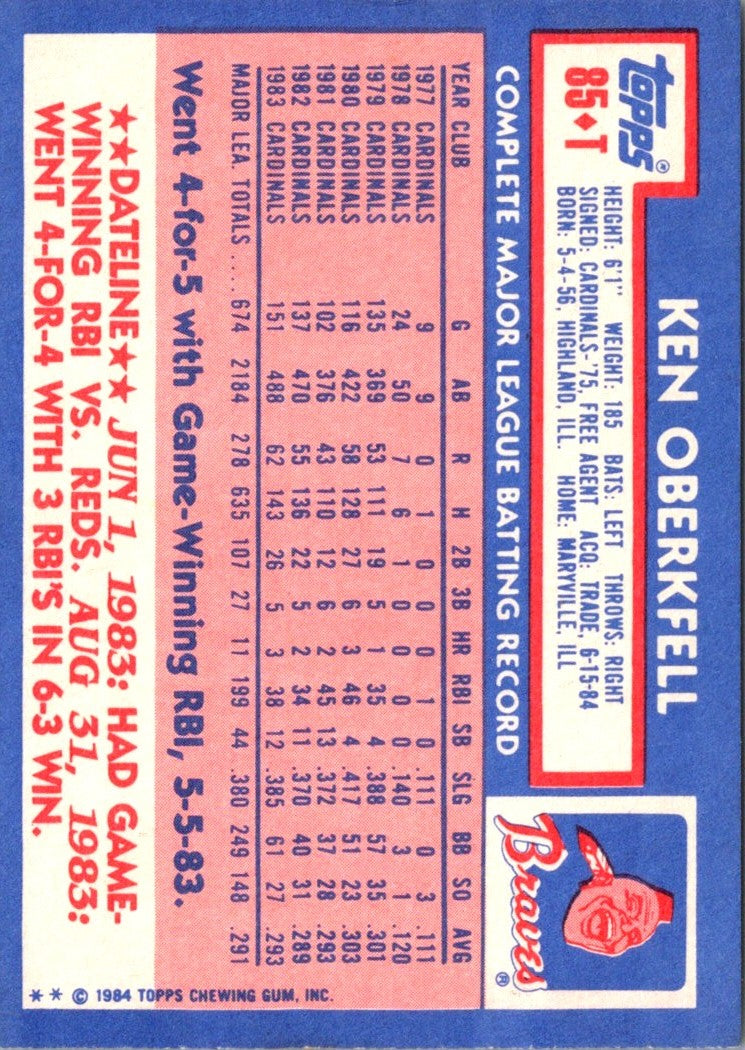 Topps®
85♦T
KEN OBERKFELL
HEIGHT: 6'1" WEIGHT: 185 BATS: LEFT THROWS: RIGHT
SIGNED: CARDINALS-'75, FREE AGENT ACQ: TRADE, 6-15-84
BORN: 5-4-56, HIGHLAND, ILL. HOME: MARYVILLE, ILL
Braves®
COMPLETE MAJOR LEAGUE BATTING RECORD
YEAR CLUB G AB R H 2B 3B HR RBI SB SLG BB SO AVG
1977 CARDINALS 9 9 0 1 0 0 0 1 0 .111 0 3 .111
1978 CARDINALS 24 50 7 6 1 0 0 0 0 .140 3 1 .120
1979 CARDINALS 135 369 53 111 19 5 1 35 4 .388 57 35 .301
1980 CARDINALS 116 422 58 128 27 6 3 46 4 .417 51 23 .303
1981 CARDINALS 102 376 43 110 12 6 2 45 13 .372 37 28 .293
1982 CARDINALS 137 470 55 136 22 5 2 34 11 .370 40 31 .289
1983 CARDINALS 151 488 62 143 26 5 3 38 12 .385 61 27 .293
MAJOR LEA. TOTALS .... 674 2184 278 635 107 27 11 199 44 .380 249 148 .291
Went 4-for-5 with Game-Winning RBI, 5-5-83.
★★DATELINE★★ JUN 1, 1983: HAD GAME-
WINNING RBI VS. REDS. AUG 31, 1983:
WENT 4-FOR-4 WITH 3 RBI'S IN 6-3 WIN.
* * © 1984 TOPPS CHEWING GUM, INC.